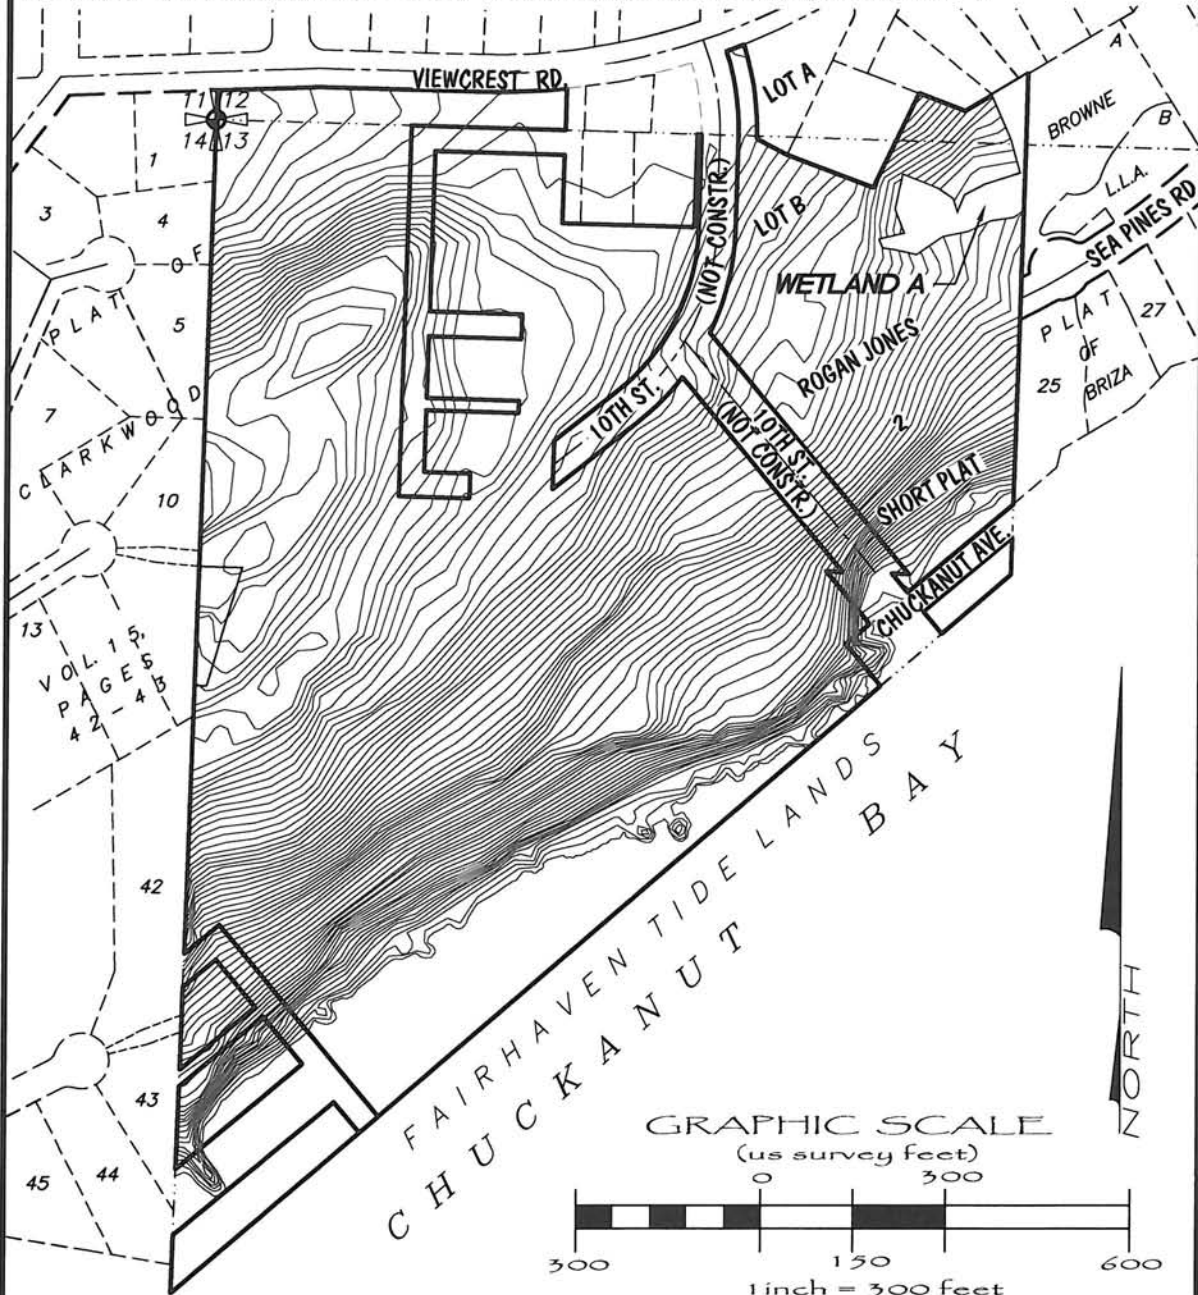 VIEWCREST RD.
11 12
14 13
LOT A
A
BROWNE
B
L.L.A.
SEA PINES RD
1
3
4
OF
5
PLAT
7
CLARKWOOD
10
13
VOL. 15,
PAGES
42 - 43
42
43
44
45
(NOT CONSTR.)
LOT B
WETLAND A
ROGAN JONES
2
SHORT PLAT
10TH ST.
10TH ST.
(NOT CONSTR.
CHUCKANUT AVE.
PLAT
OF
BRIZA
27
25
FAIRHAVEN TIDE LANDS
CHUCKANUT BAY
NORTH
GRAPHIC SCALE
(us survey feet)
0 300
300 150 600
1 inch = 300 feet